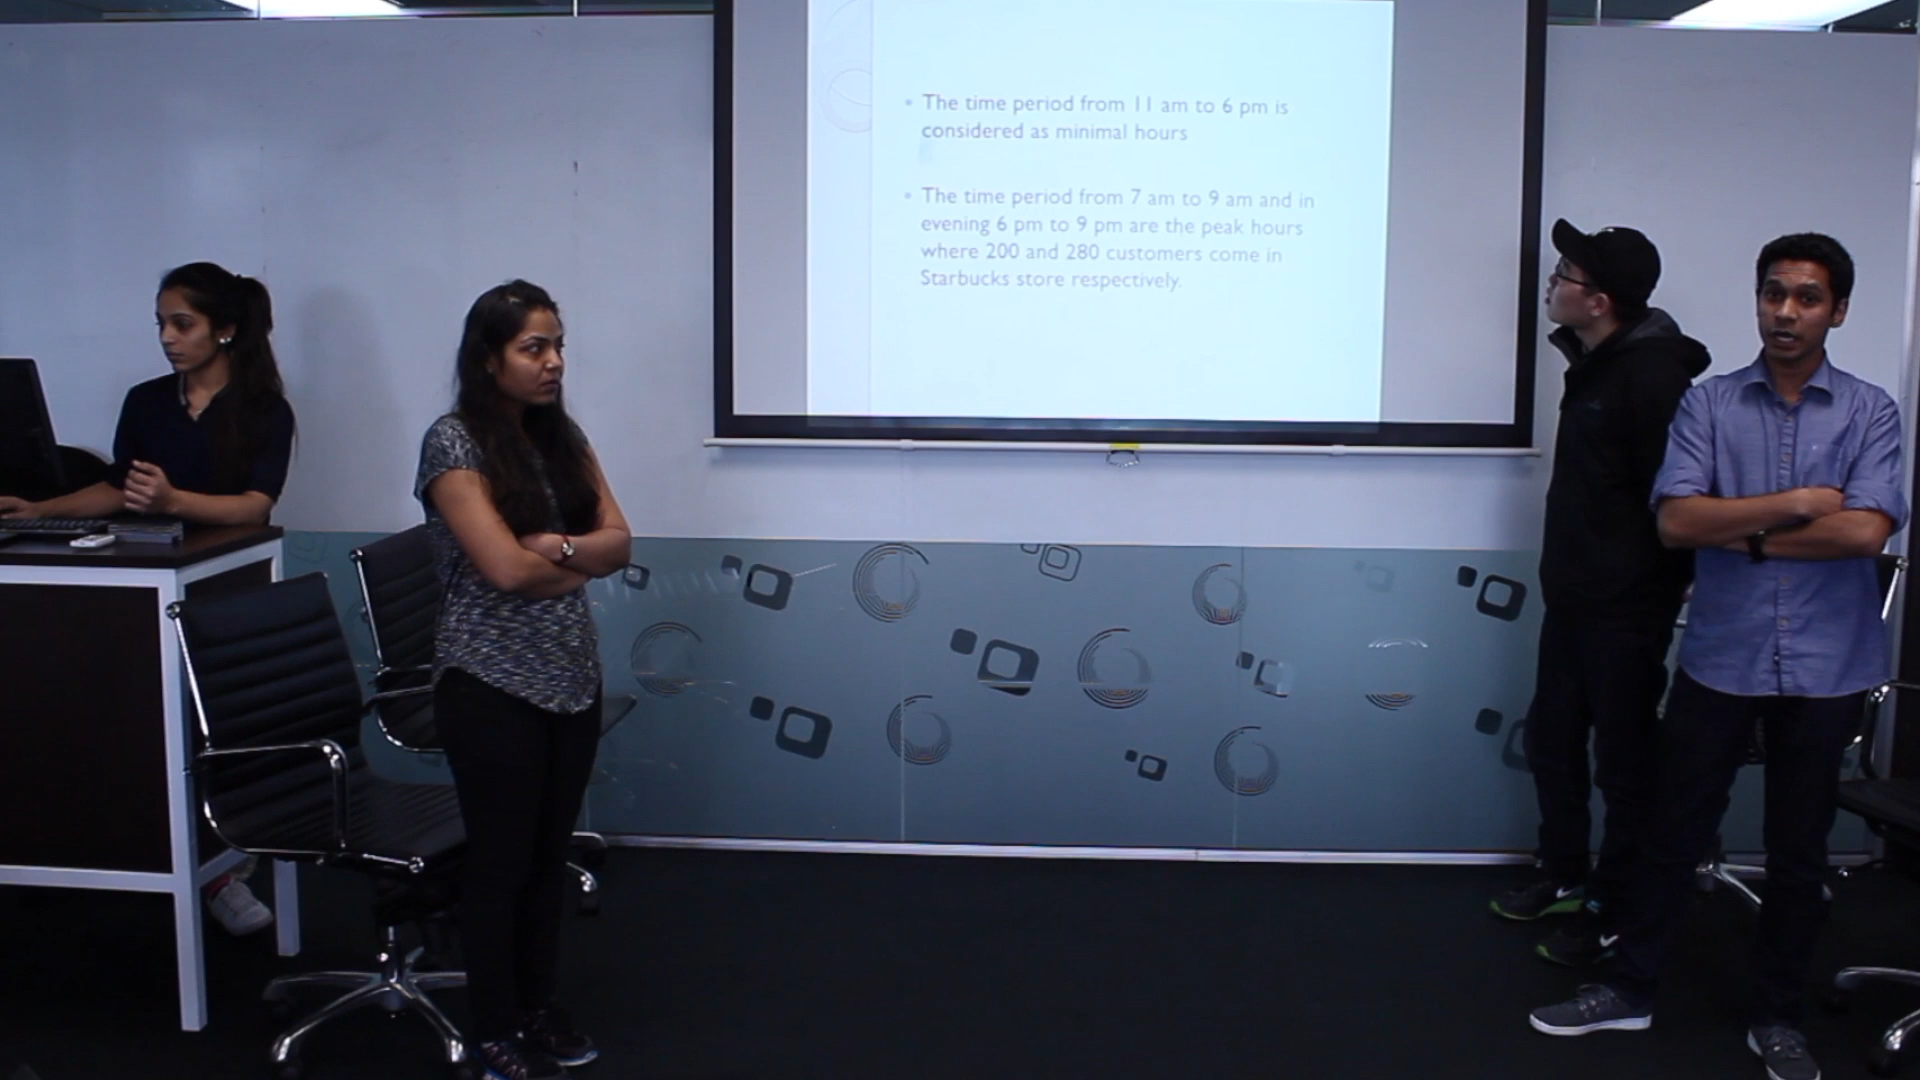 • The time period from 11 am to 6 pm is
considered as minimal hours
• The time period from 7 am to 9 am and in
evening 6 pm to 9 pm are the peak hours
where 200 and 280 customers come in
Starbucks store respectively.